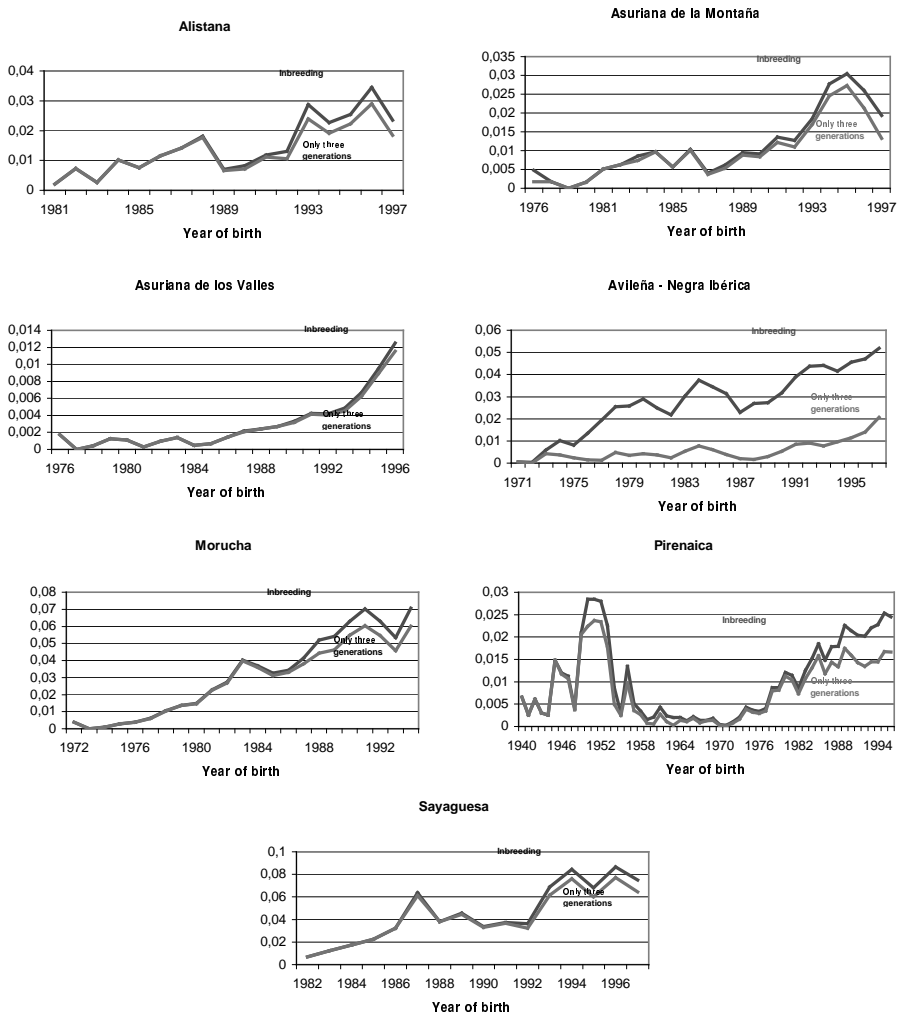 Alistana
0,04
0,03
0,02
0,01
0
Inbreeding
Only three
generations
1981 1985 1989 1993 1997
Year of birth
Asuriana de la Montaña
0,035
0,03
0,025
0,02
0,015
0,01
0,005
0
Inbreeding
Only three
generations
1976 1981 1985 1989 1993 1997
Year of birth
Asuriana de los Valles
0,014
0,012
0,01
0,008
0,006
0,004
0,002
0
Inbreeding
Only three
generations
1976 1980 1984 1988 1992 1996
Year of birth
Avileña - Negra Ibérica
0,06
0,05
0,04
0,03
0,02
0,01
0
Inbreeding
Only three
generations
1971 1975 1979 1983 1987 1991 1995
Year of birth
Morucha
0,08
0,07
0,06
0,05
0,04
0,03
0,02
0,01
0
Inbreeding
Only three
generations
1972 1976 1980 1984 1988 1992
Year of birth
Pirenaica
0,03
0,025
0,02
0,015
0,01
0,005
0
Inbreeding
Only three
generations
1940 1946 1952 1958 1964 1970 1976 1982 1988 1994
Year of birth
Sayaguesa
0,1
0,08
0,06
0,04
0,02
0
Inbreeding
Only three
generations
1982 1984 1986 1988 1990 1992 1994 1996
Year of birth